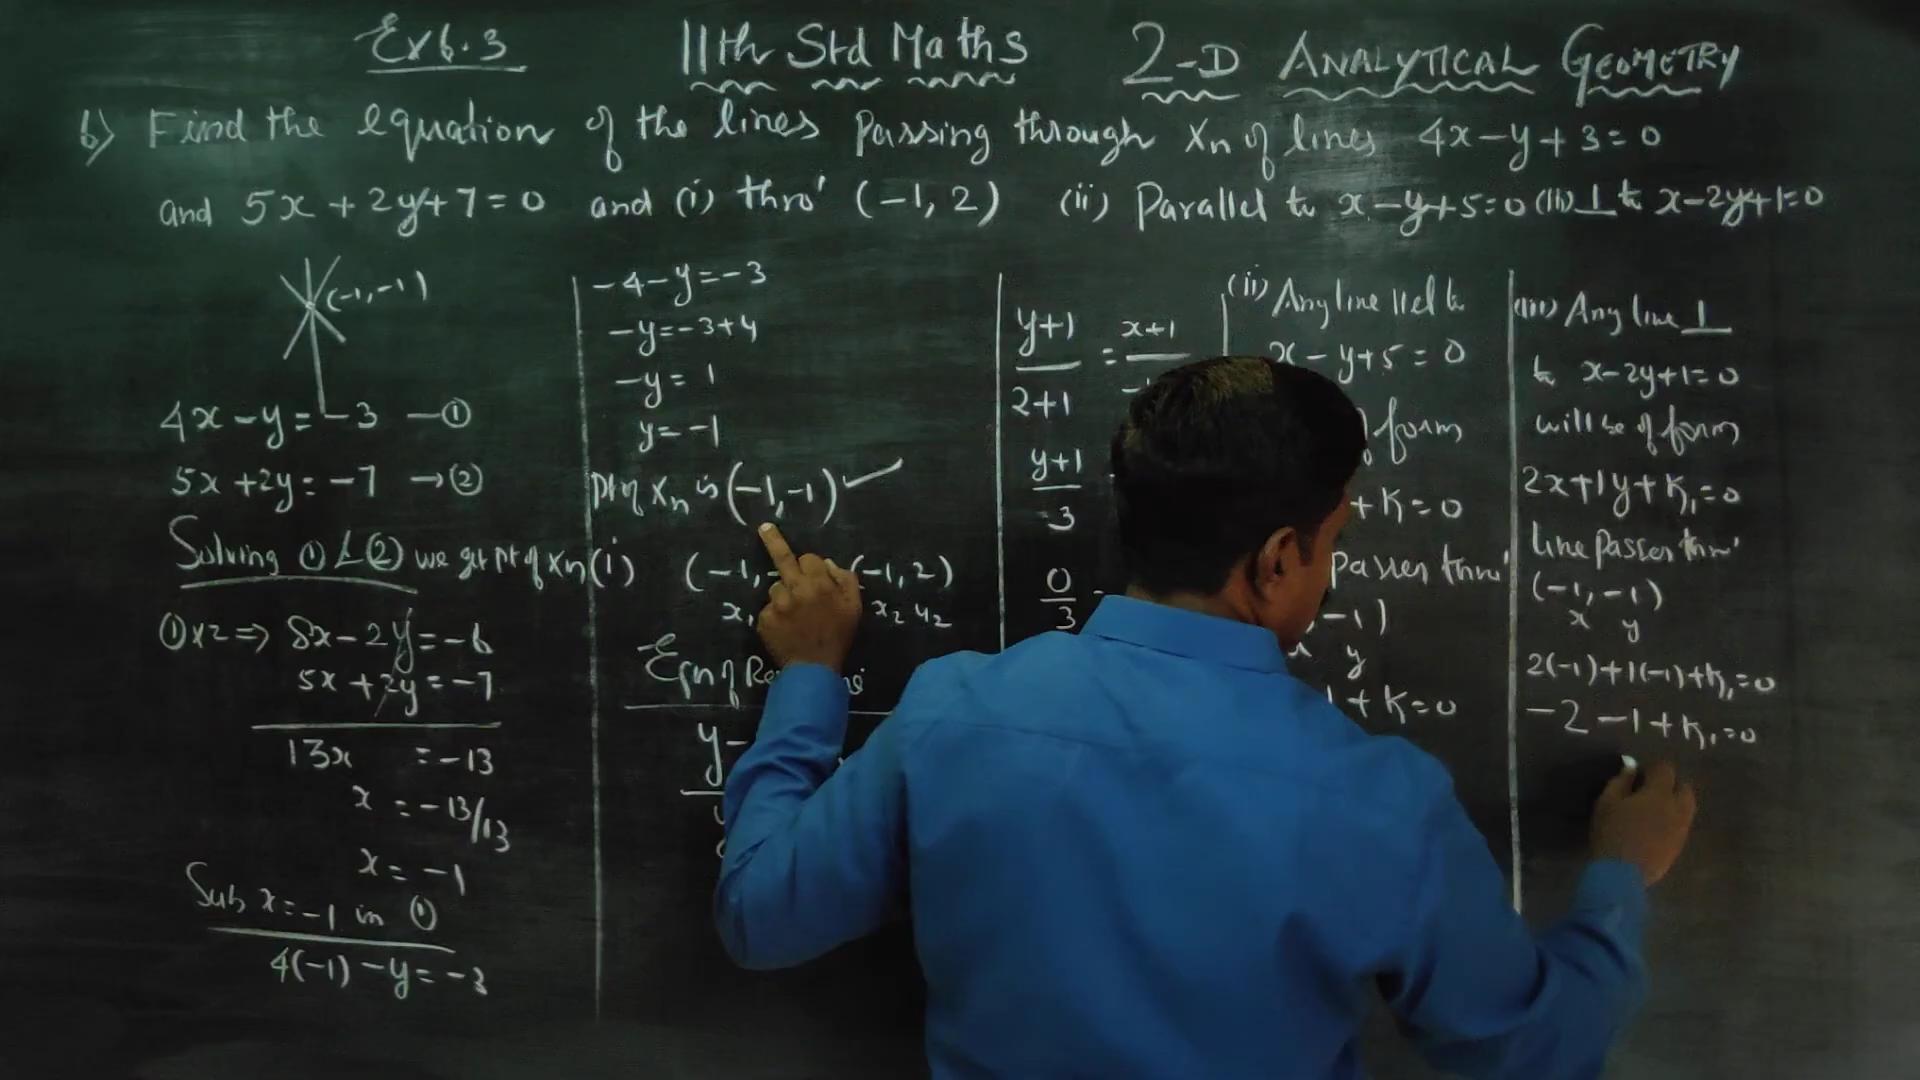 Ex 6.3 11th Std Maths 2-D ANALYTICAL GEOMETRY
6) Find the equation of the lines passing through Xn of lines 4x-y+3=0
and 5x+2y+7=0 and (i) thro' (-1, 2) (ii) Parallel to x-y+5=0 (iii) ⊥ to x-2y+1=0
(-1,-1)
4x-y=-3 -①
5x+2y=-7 →②
Solving ① & ② we get pt of Xn
①x2⇒ 8x-2y=-6
5x+2y=-7
13x =-13
x =-13/13
x=-1
Sub x=-1 in ①
4(-1)-y=-3
-4-y=-3
-y=-3+4
-y=1
y=-1
pt of Xn is (-1,-1)
(i) (-1, (-1,2)
x₁ x₂ y₂
Eqn of
y-
y+1 = x+1
2+1
y+1
3
0
3
(ii) Any line llel to
x-y+5=0
of form
+K=0
passes thro'
,-1)
y
+K=0
(iii) Any line ⊥
to x-2y+1=0
will be of form
2x+1y+K₁=0
line passes thro'
(-1,-1)
x y
2(-1)+1(-1)+K₁=0
-2-1+K₁=0